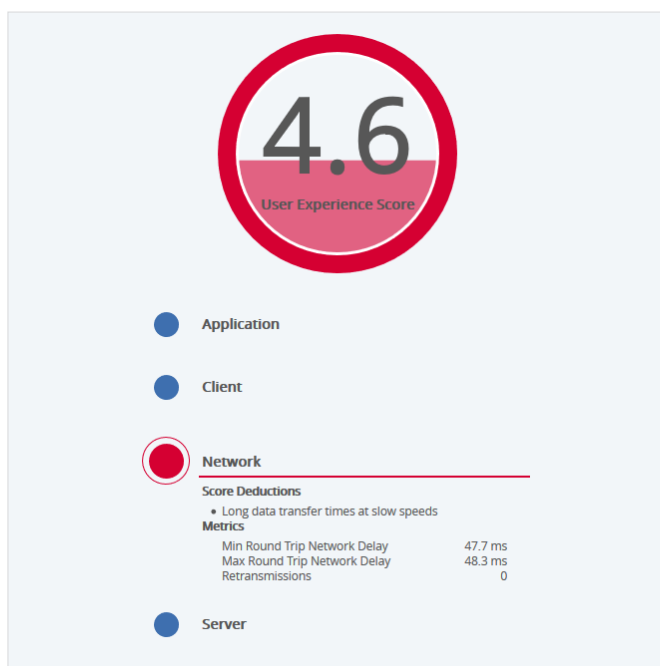 4.6
User Experience Score
Application
Client
Network
Score Deductions
• Long data transfer times at slow speeds
Metrics
Min Round Trip Network Delay 47.7 ms
Max Round Trip Network Delay 48.3 ms
Retransmissions 0
Server